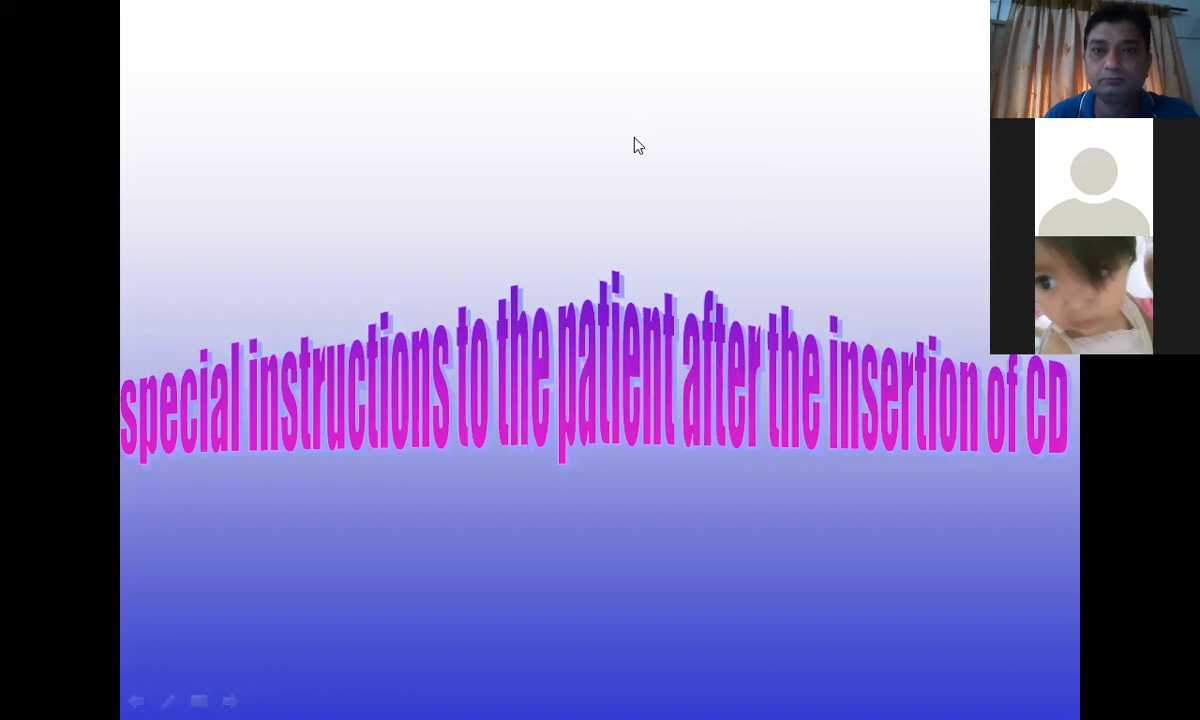 special instructions to the patient after the insertion of CD